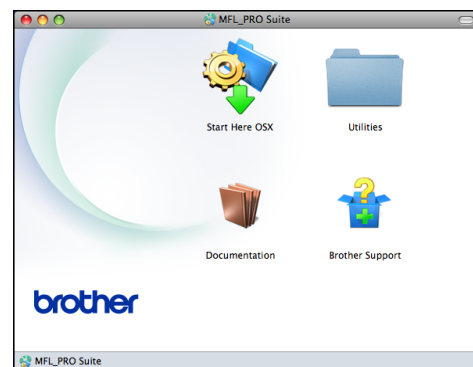 MFL_PRO Suite
Start Here OSX
Utilities
Documentation
Brother Support
brother
MFL_PRO Suite